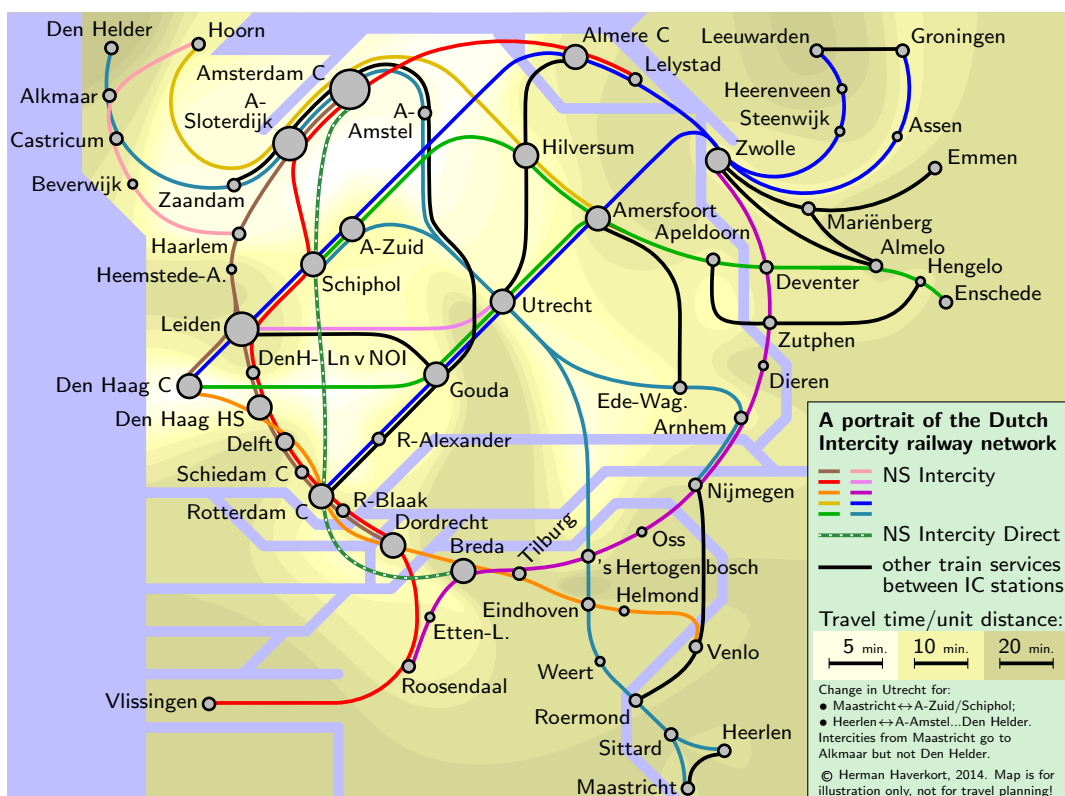 Den Helder
Hoorn
Almere C
Leeuwarden
Groningen
Amsterdam C
Lelystad
Alkmaar
A-
Sloterdijk
A-
Amstel
Heerenveen
Steenwijk
Assen
Castricum
Hilversum
Zwolle
Emmen
Beverwijk
Zaandam
Amersfoort
Mariënberg
Apeldoorn
Haarlem
A-Zuid
Almelo
Heemstede-A.
Schiphol
Deventer
Hengelo
Enschede
Leiden
Utrecht
Zutphen
DenH- Ln v NOI
Den Haag C
Gouda
Dieren
Ede-Wag.
Den Haag HS
Arnhem
Delft
R-Alexander
Schiedam C
Nijmegen
Rotterdam C
R-Blaak
Dordrecht
Oss
Breda
Tilburg
's Hertogenbosch
Eindhoven
Helmond
Etten-L.
Venlo
Weert
Roosendaal
Vlissingen
Roermond
Sittard
Heerlen
Maastricht
A portrait of the Dutch
Intercity railway network
NS Intercity
NS Intercity Direct
other train services
between IC stations
Travel time/unit distance:
5 min. 10 min. 20 min.
Change in Utrecht for:
• Maastricht↔A-Zuid/Schiphol;
• Heerlen↔A-Amstel...Den Helder.
Intercities from Maastricht go to
Alkmaar but not Den Helder.
© Herman Haverkort, 2014. Map is for
illustration only, not for travel planning!